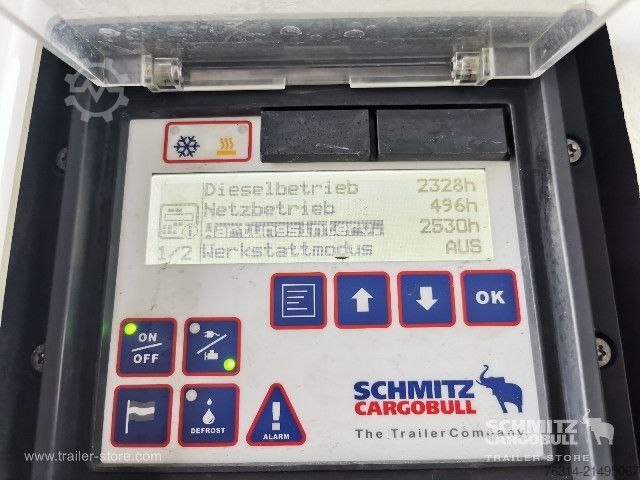 Dieselbetrieb 2328h
Netzbetrieb 496h
Wartungsinterv. 2530h
1/2 Werkstattmodus AUS
OK
ON
OFF
DEFROST
ALARM
SCHMITZ
CARGOBULL
The TrailerCompany
SCHMITZ
CARGOBULL
TRAILER STORE
www.trailer-store.com